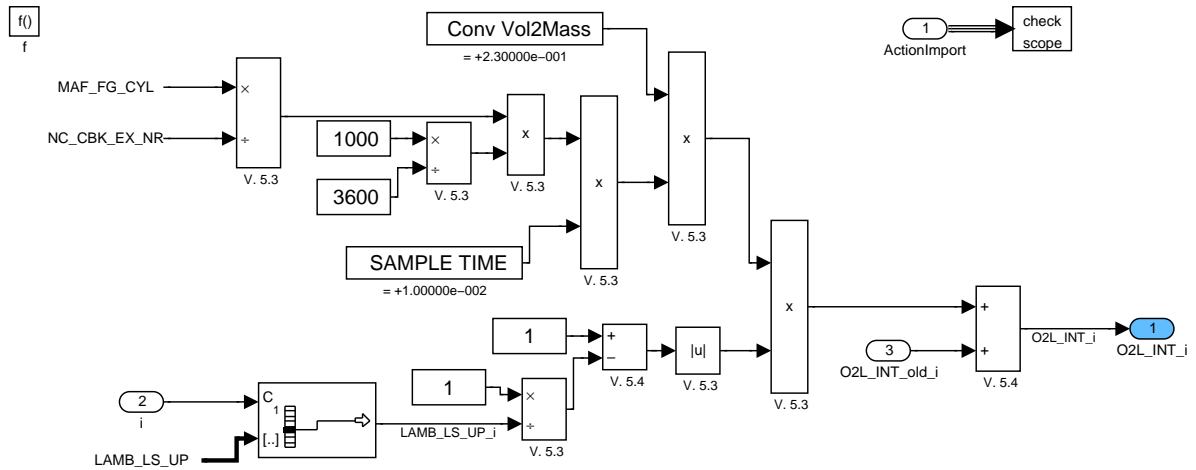 f()
f
Conv Vol2Mass
= +2.30000e−001
1
ActionImport
check
scope
MAF_FG_CYL
×
NC_CBK_EX_NR
÷
V. 5.3
1000
3600
×
÷
V. 5.3
x
V. 5.3
x
V. 5.3
x
V. 5.3
SAMPLE TIME
= +1.00000e−002
x
V. 5.3
1
+
−
V. 5.4
|u|
V. 5.3
1
×
÷
V. 5.3
2
i
C
1
[..]
LAMB_LS_UP
LAMB_LS_UP_i
3
O2L_INT_old_i
+
+
V. 5.4
O2L_INT_i
1
O2L_INT_i